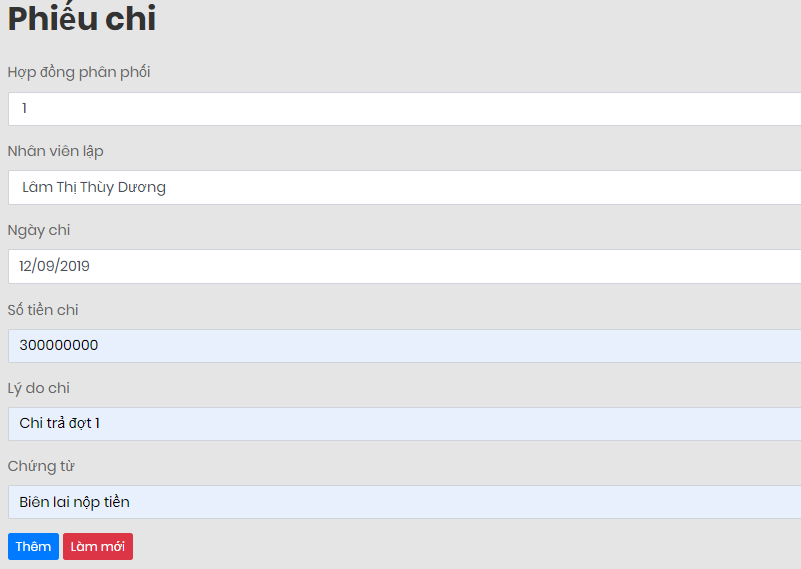 Phiếu chi
Hợp đồng phân phối
1
Nhân viên lập
Lâm Thị Thùy Dương
Ngày chi
12/09/2019
Số tiền chi
300000000
Lý do chi
Chi trả đợt 1
Chứng từ
Biên lai nộp tiền
Thêm Làm mới